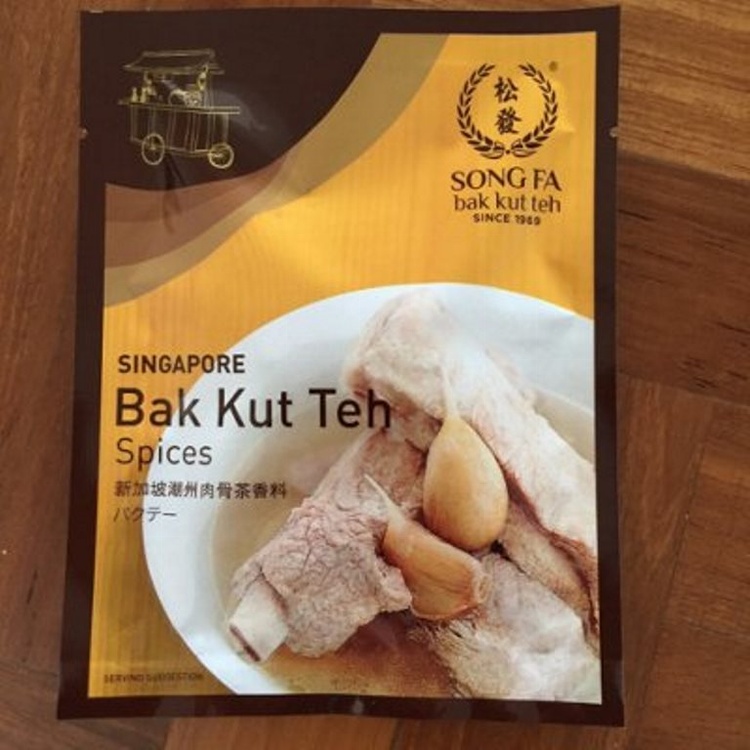 松
發
®
SONG FA
bak kut teh
SINCE 1969
SINGAPORE
Bak Kut Teh
Spices
新加坡潮州肉骨茶香料
バクテー
SERVING SUGGESTION